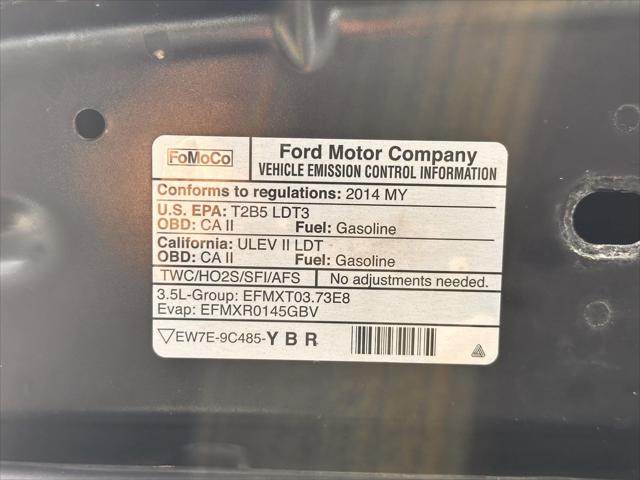 FoMoCo
Ford Motor Company
VEHICLE EMISSION CONTROL INFORMATION
Conforms to regulations: 2014 MY
U.S. EPA: T2B5 LDT3
OBD: CA II Fuel: Gasoline
California: ULEV II LDT
OBD: CA II Fuel: Gasoline
TWC/HO2S/SFI/AFS No adjustments needed.
3.5L-Group: EFMXT03.73E8
Evap: EFMXR0145GBV
EW7E-9C485-Y B R